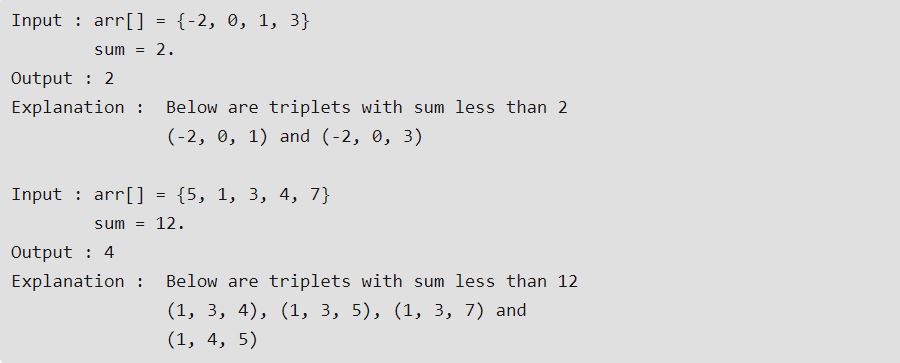 Input : arr[] = {-2, 0, 1, 3}
sum = 2.
Output : 2
Explanation :  Below are triplets with sum less than 2
(-2, 0, 1) and (-2, 0, 3)
Input : arr[] = {5, 1, 3, 4, 7}
sum = 12.
Output : 4
Explanation :  Below are triplets with sum less than 12
(1, 3, 4), (1, 3, 5), (1, 3, 7) and
(1, 4, 5)